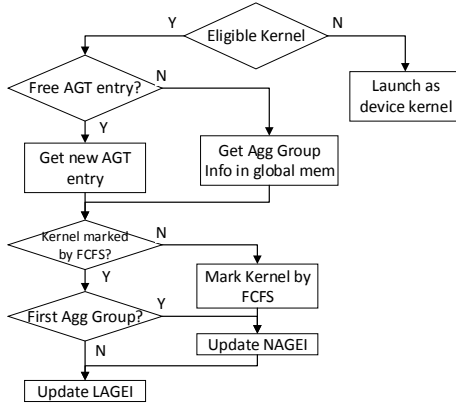 Y
Eligible Kernel
N
Free AGT entry?
N
Launch as
device kernel
Y
Get new AGT
entry
Get Agg Group
Info in global mem
Kernel marked
by FCFS?
N
Y
Mark Kernel by
FCFS
First Agg Group?
Y
N
Update NAGEI
Update LAGEI